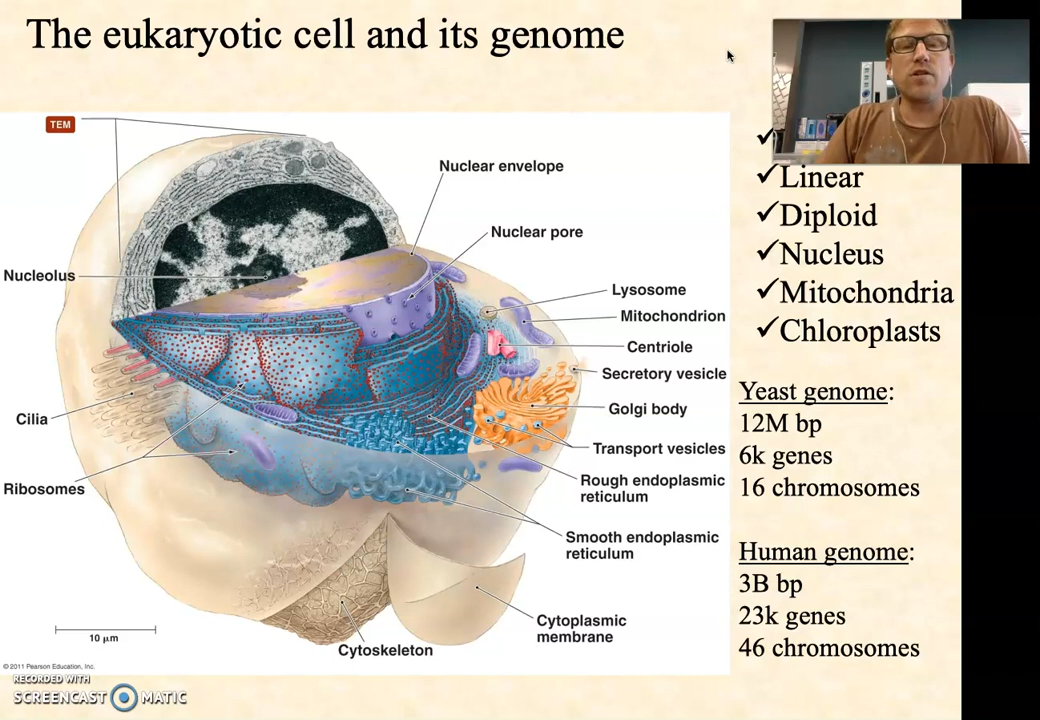 The eukaryotic cell and its genome
TEM
Nuclear envelope
Nuclear pore
Nucleolus
Lysosome
Mitochondrion
Centriole
Secretory vesicle
Golgi body
Cilia
Transport vesicles
Rough endoplasmic
reticulum
Ribosomes
Smooth endoplasmic
reticulum
Cytoplasmic
membrane
Cytoskeleton
10 µm
© 2011 Pearson Education, Inc.
RECORDED WITH
SCREENCAST MATIC
✓
✓Linear
✓Diploid
✓Nucleus
✓Mitochondria
✓Chloroplasts
Yeast genome:
12M bp
6k genes
16 chromosomes
Human genome:
3B bp
23k genes
46 chromosomes